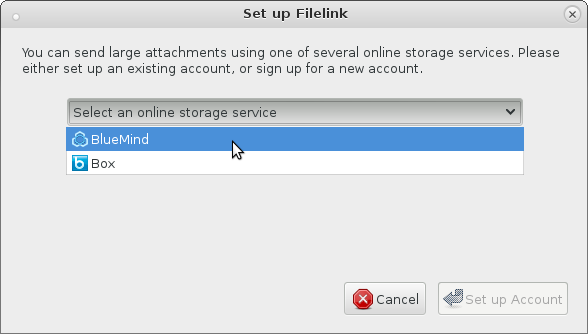 Set up Filelink
You can send large attachments using one of several online storage services. Please
either set up an existing account, or sign up for a new account.
Select an online storage service
BlueMind
b Box
Cancel
Set up Account